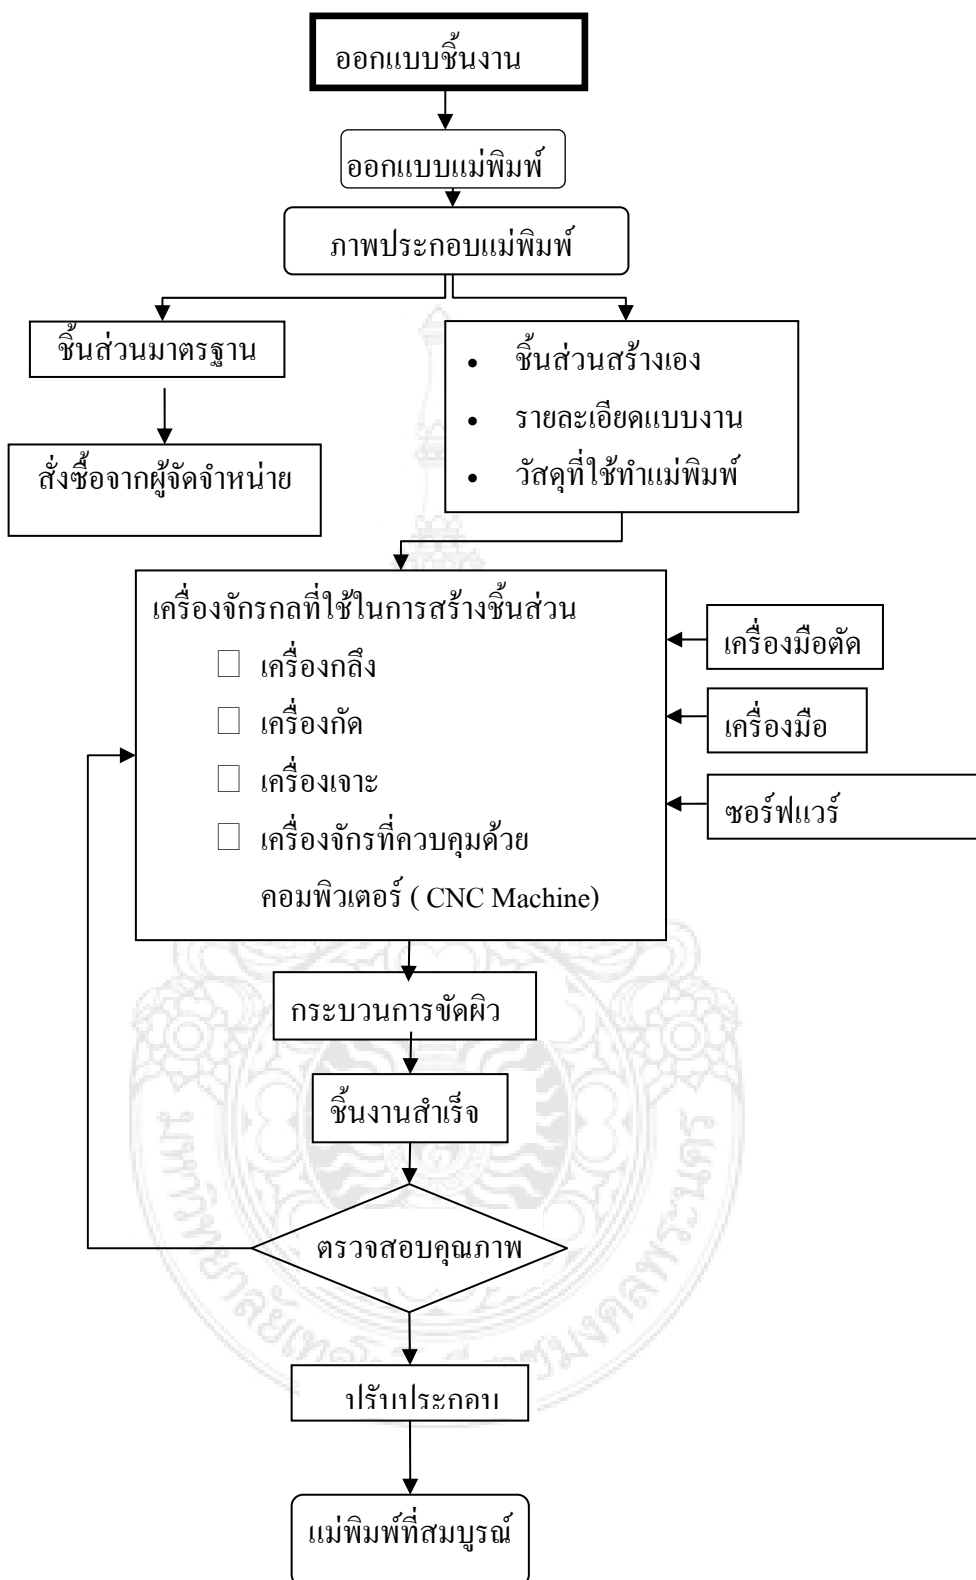 ออกแบบชิ้นงาน
ออกแบบแม่พิมพ์
ภาพประกอบแม่พิมพ์
ชิ้นส่วนมาตรฐาน
สั่งซื้อจากผู้จัดจำหน่าย
• ชิ้นส่วนสร้างเอง
• รายละเอียดแบบงาน
• วัสดุที่ใช้ทำแม่พิมพ์
เครื่องจักรกลที่ใช้ในการสร้างชิ้นส่วน
□ เครื่องกลึง
□ เครื่องกัด
□ เครื่องเจาะ
□ เครื่องจักรที่ควบคุมด้วย
คอมพิวเตอร์ ( CNC Machine)
เครื่องมือตัด
เครื่องมือ
ซอร์ฟแวร์
กระบวนการขัดผิว
ชิ้นงานสำเร็จ
ตรวจสอบคุณภาพ
ปรับประกอบ
แม่พิมพ์ที่สมบูรณ์